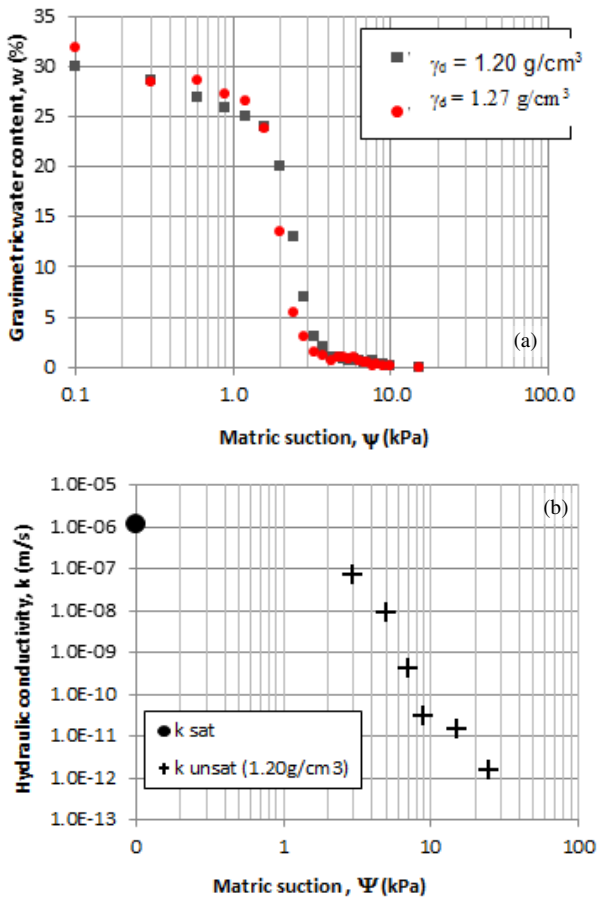 Gravimetric water content, w (%)
35
30
25
20
15
10
5
0
γd = 1.20 g/cm³
γd = 1.27 g/cm³
(a)
0.1 1.0 10.0 100.0
Matric suction, ψ (kPa)
Hydraulic conductivity, k (m/s)
1.0E-05
1.0E-06
1.0E-07
1.0E-08
1.0E-09
1.0E-10
1.0E-11
1.0E-12
1.0E-13
(b)
k sat
k unsat (1.20g/cm3)
0 1 10 100
Matric suction , Ψ (kPa)